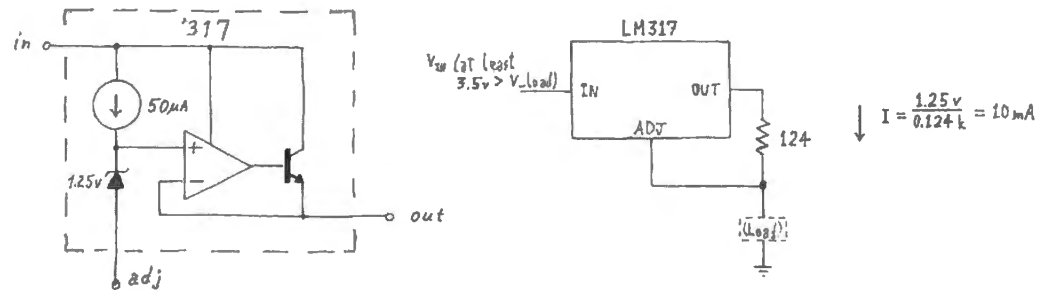 '317
in
50µA
1.25v
+
−
out
adj
LM317
V_IN (at least
3.5v > V_load)
IN
OUT
ADJ
124
I = 1.25 v / 0.124 k = 10 mA
(Load)